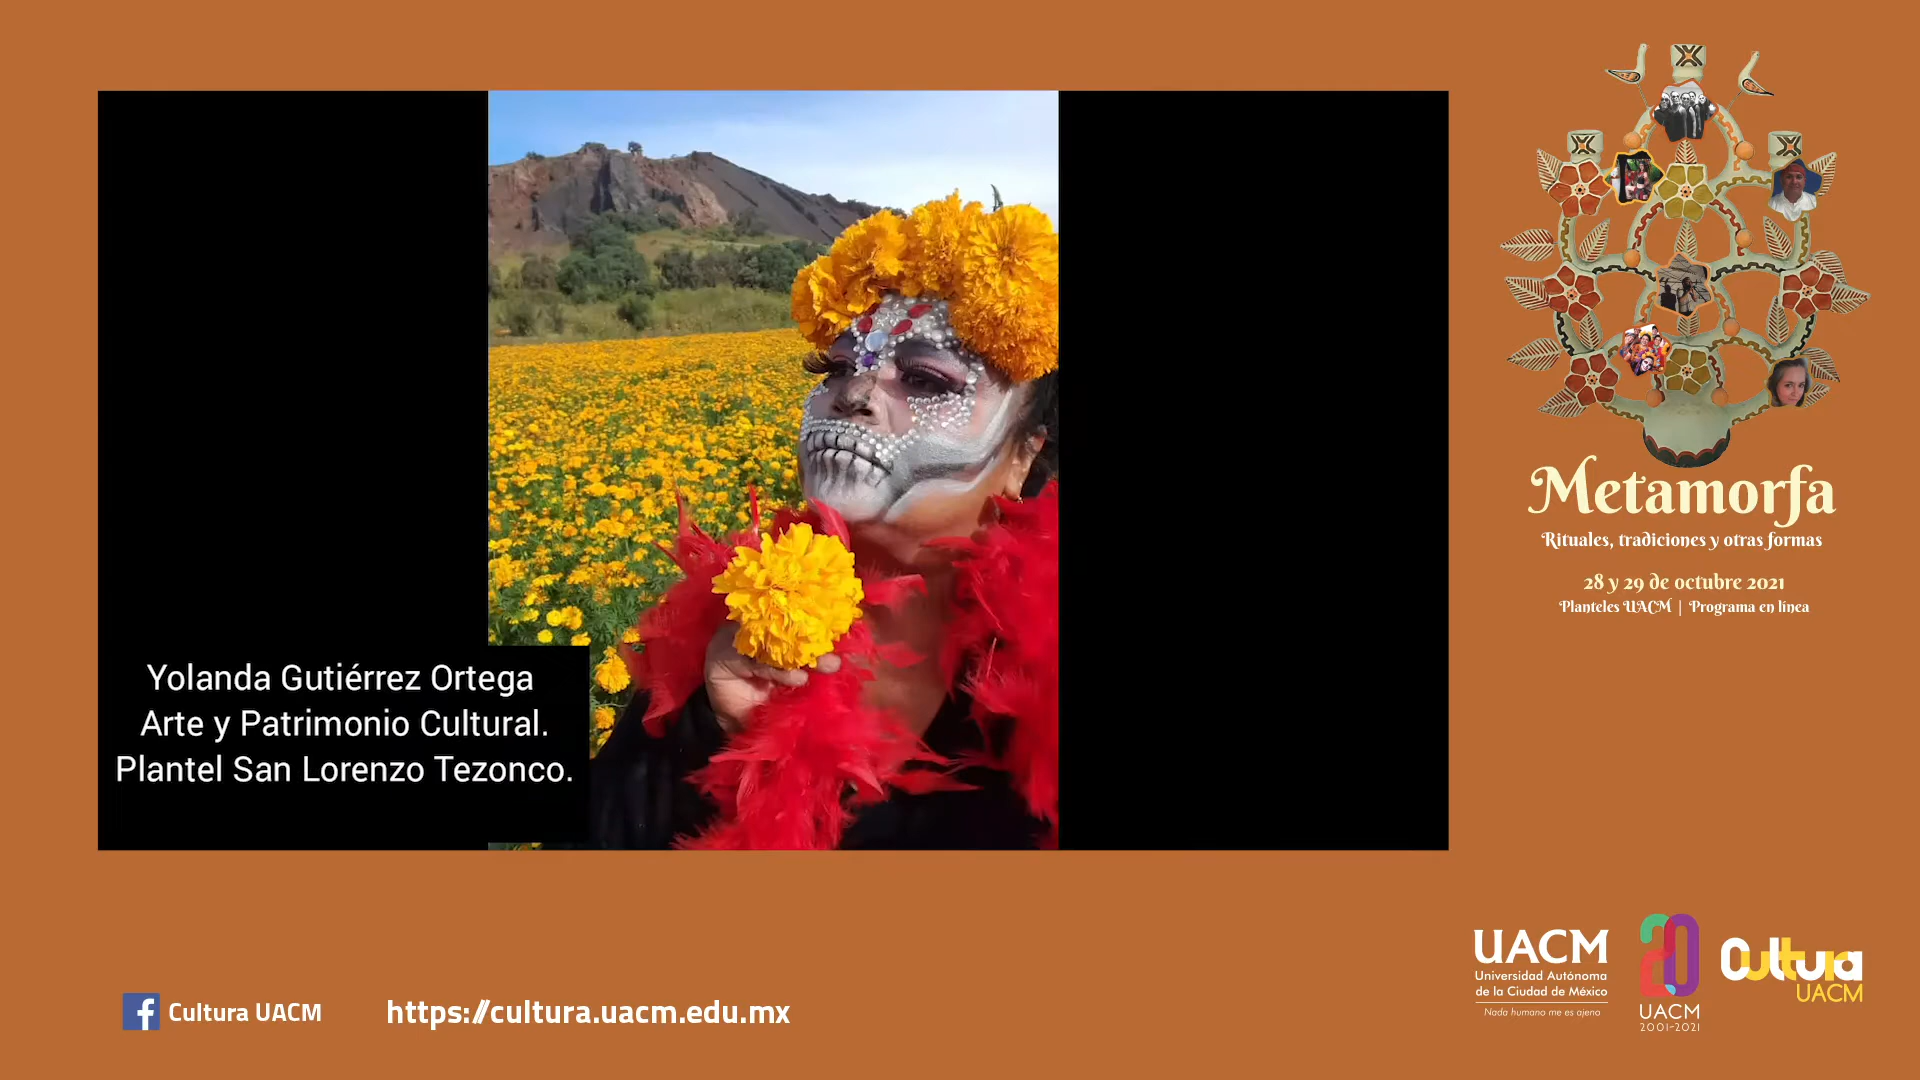 Yolanda Gutiérrez Ortega
Arte y Patrimonio Cultural.
Plantel San Lorenzo Tezonco.
Metamorfa
Rituales, tradiciones y otras formas
28 y 29 de octubre 2021
Planteles UACM | Programa en línea
Cultura UACM
https://cultura.uacm.edu.mx
UACM
Universidad Autónoma
de la Ciudad de México
Nada humano me es ajeno
20
UACM
2001-2021
Cultura
UACM